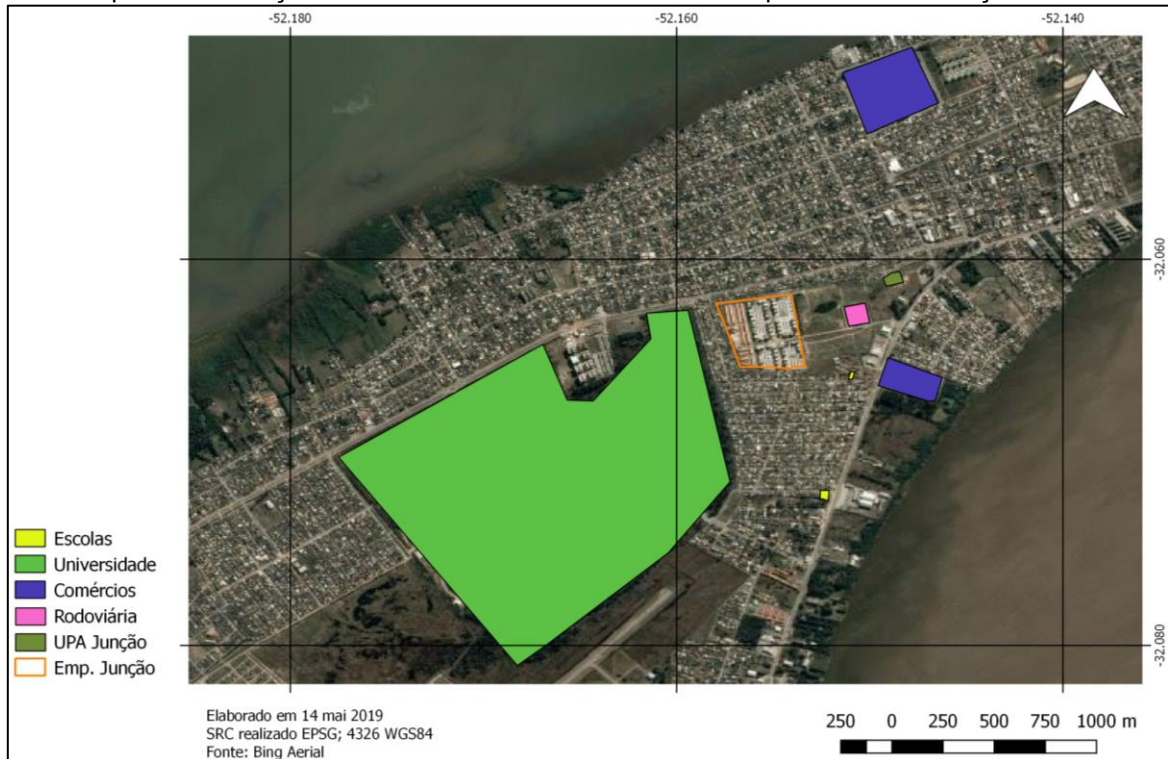 -52.180
-52.160
-52.140
-32.060
-32.080
Escolas
Universidade
Comércios
Rodoviária
UPA Junção
Emp. Junção
Elaborado em 14 mai 2019
SRC realizado EPSG; 4326 WGS84
Fonte: Bing Aerial
250 0 250 500 750 1000 m